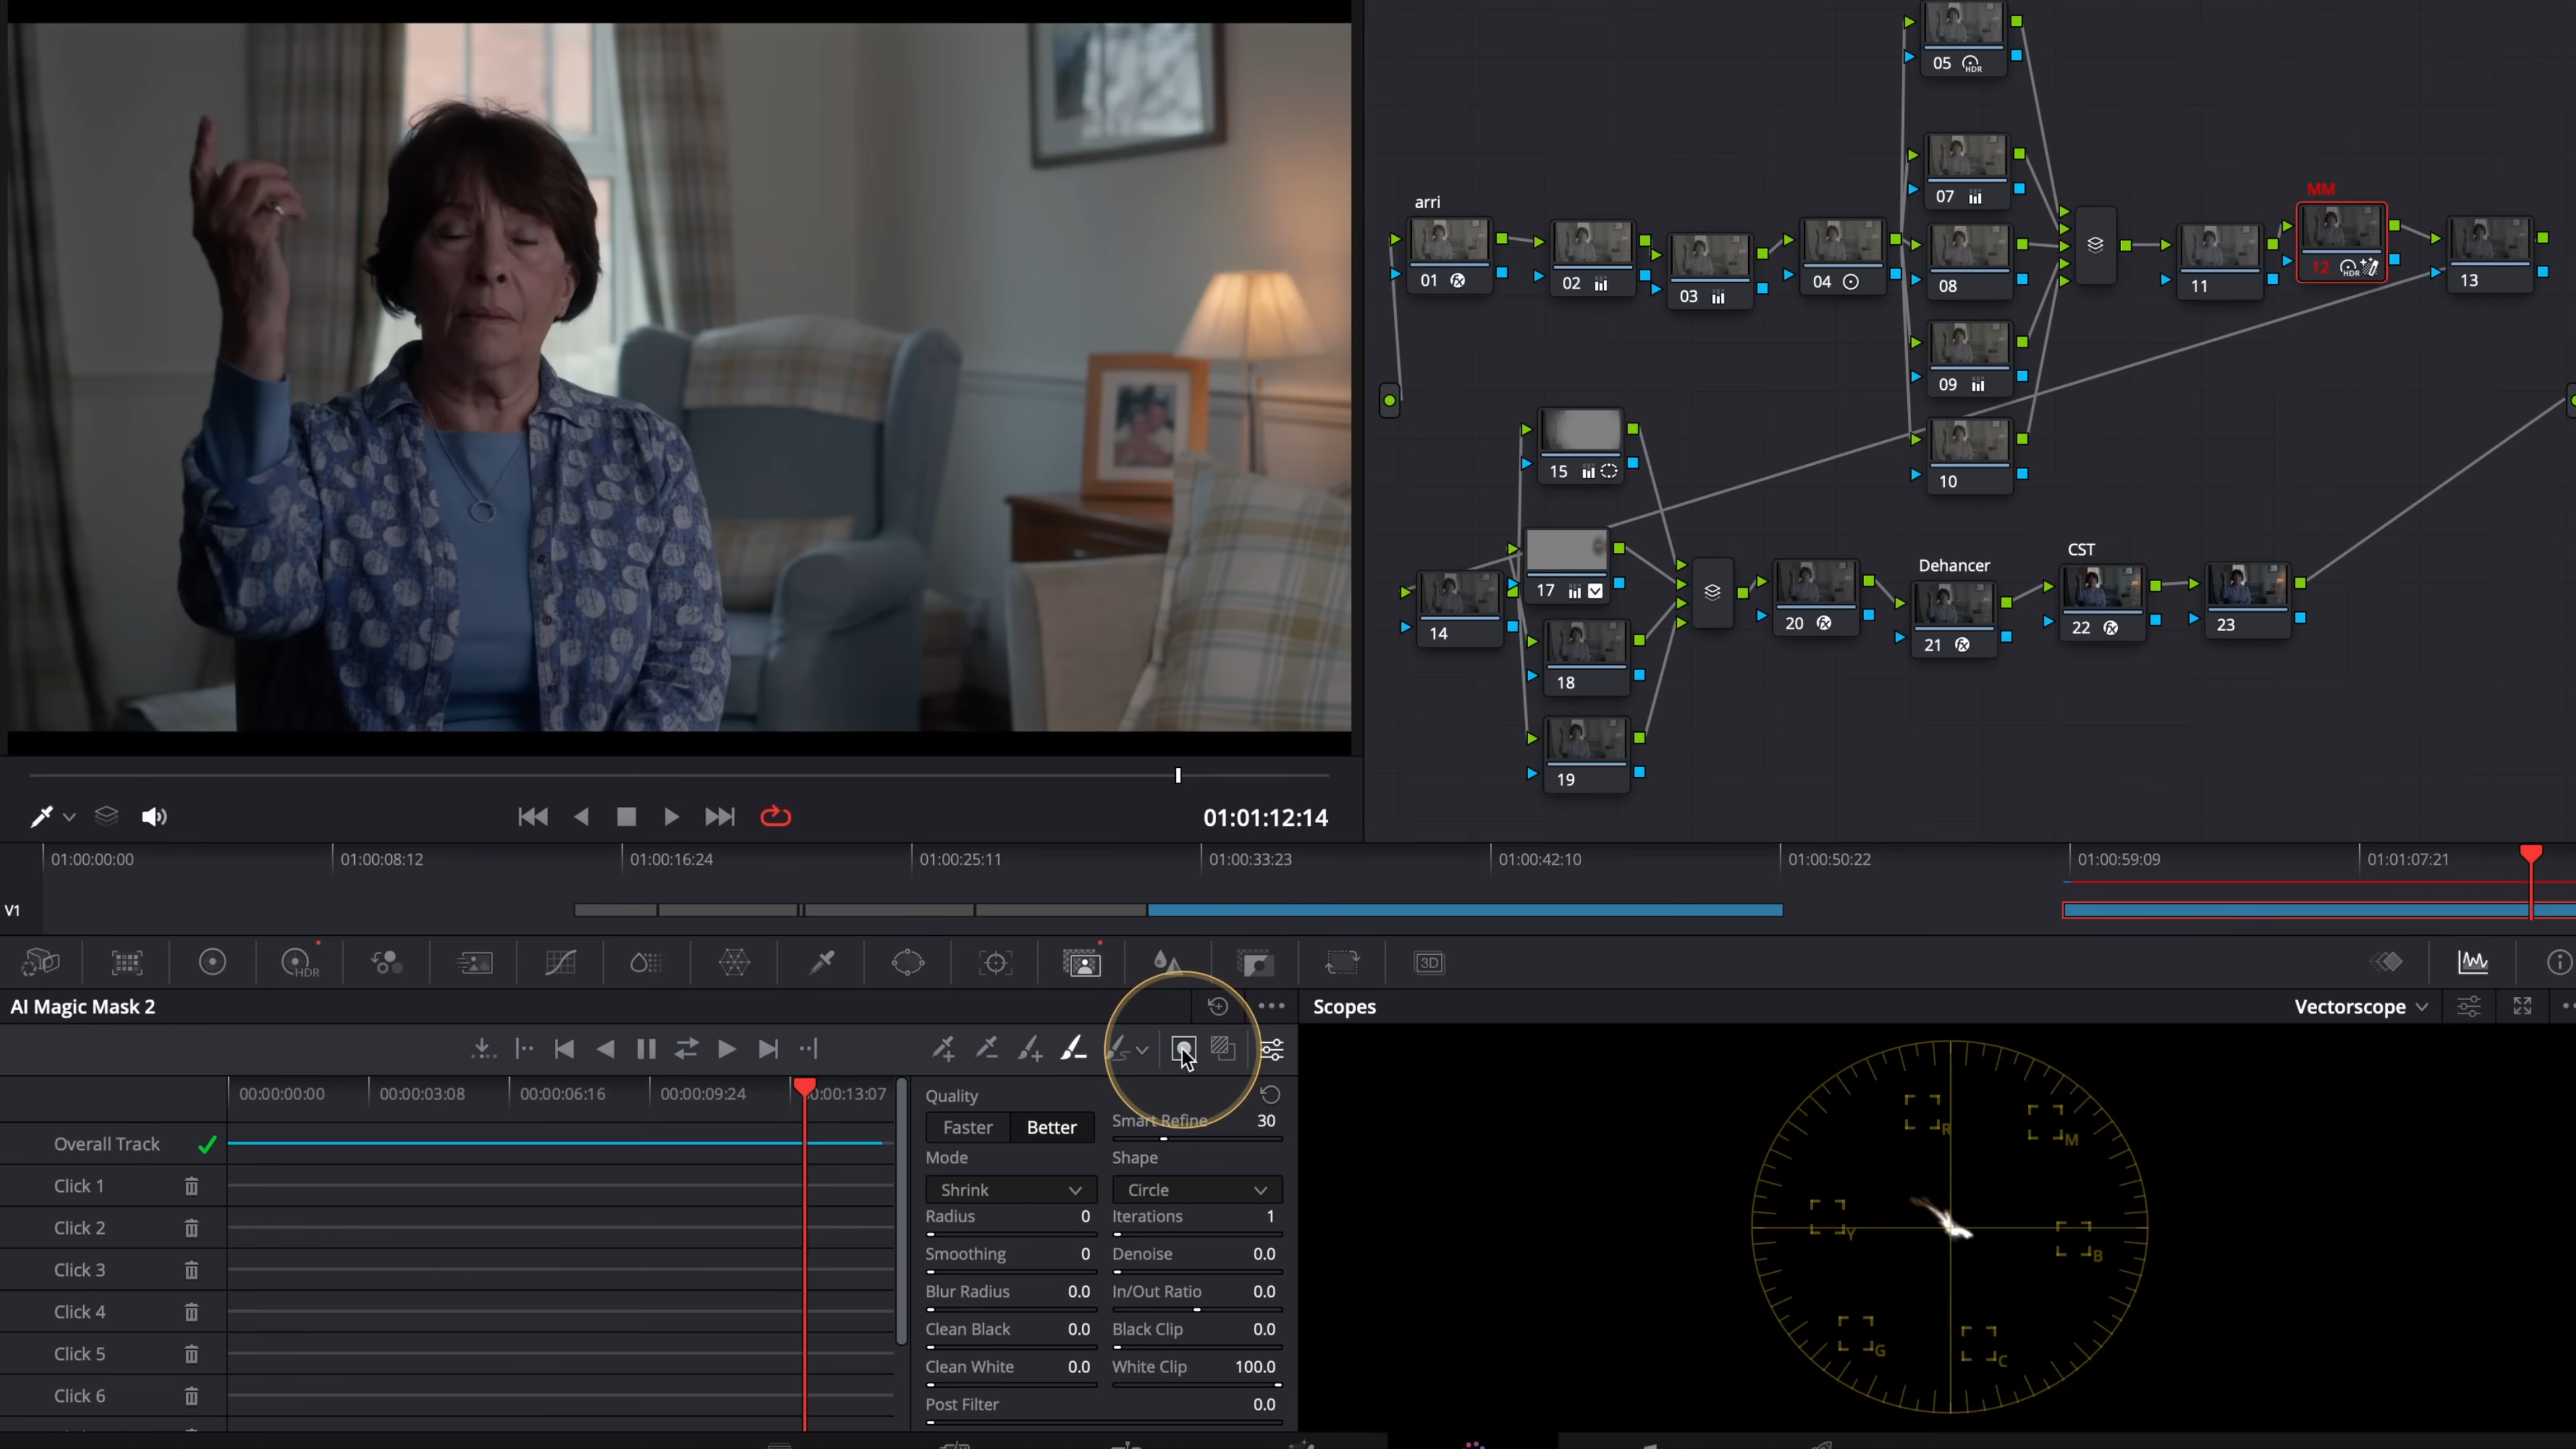 05 HDR
07
arri
MM
01
02
03
04
08
11
12 HDR
13
09
10
15
17
14
18
19
Dehancer
CST
20
21
22
23
01:01:12:14
01:00:00:00
01:00:08:12
01:00:16:24
01:00:25:11
01:00:33:23
01:00:42:10
01:00:50:22
01:00:59:09
01:01:07:21
V1
HDR
3D
AI Magic Mask 2
Scopes
Vectorscope
00:00:00:00
00:00:03:08
00:00:06:16
00:00:09:24
:00:13:07
Overall Track
Click 1
Click 2
Click 3
Click 4
Click 5
Click 6
Quality
Faster
Better
Smart Refine 30
Mode
Shape
Shrink
Circle
Radius 0
Iterations 1
Smoothing 0
Denoise 0.0
Blur Radius 0.0
In/Out Ratio 0.0
Clean Black 0.0
Black Clip 0.0
Clean White 0.0
White Clip 100.0
Post Filter 0.0
R
M
Y
B
G
C